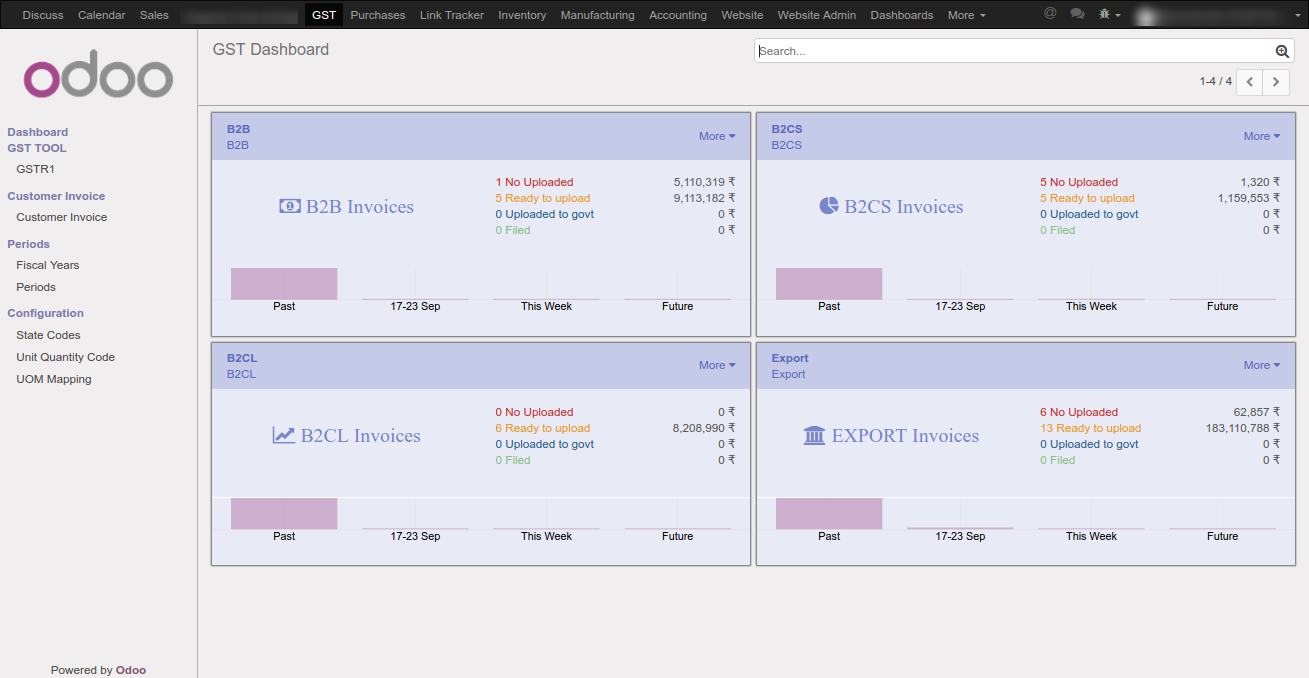 Discuss Calendar Sales GST Purchases Link Tracker Inventory Manufacturing Accounting Website Website Admin Dashboards More @
odoo
GST Dashboard
Search...
1-4 / 4
Dashboard
GST TOOL
GSTR1
Customer Invoice
Customer Invoice
Periods
Fiscal Years
Periods
Configuration
State Codes
Unit Quantity Code
UOM Mapping
Powered by Odoo
B2B
B2B
More
B2B Invoices
1 No Uploaded 5,110,319 ₹
5 Ready to upload 9,113,182 ₹
0 Uploaded to govt 0 ₹
0 Filed 0 ₹
Past 17-23 Sep This Week Future
B2CS
B2CS
More
B2CS Invoices
5 No Uploaded 1,320 ₹
5 Ready to upload 1,159,553 ₹
0 Uploaded to govt 0 ₹
0 Filed 0 ₹
Past 17-23 Sep This Week Future
B2CL
B2CL
More
B2CL Invoices
0 No Uploaded 0 ₹
6 Ready to upload 8,208,990 ₹
0 Uploaded to govt 0 ₹
0 Filed 0 ₹
Past 17-23 Sep This Week Future
Export
Export
More
EXPORT Invoices
6 No Uploaded 62,857 ₹
13 Ready to upload 183,110,788 ₹
0 Uploaded to govt 0 ₹
0 Filed 0 ₹
Past 17-23 Sep This Week Future